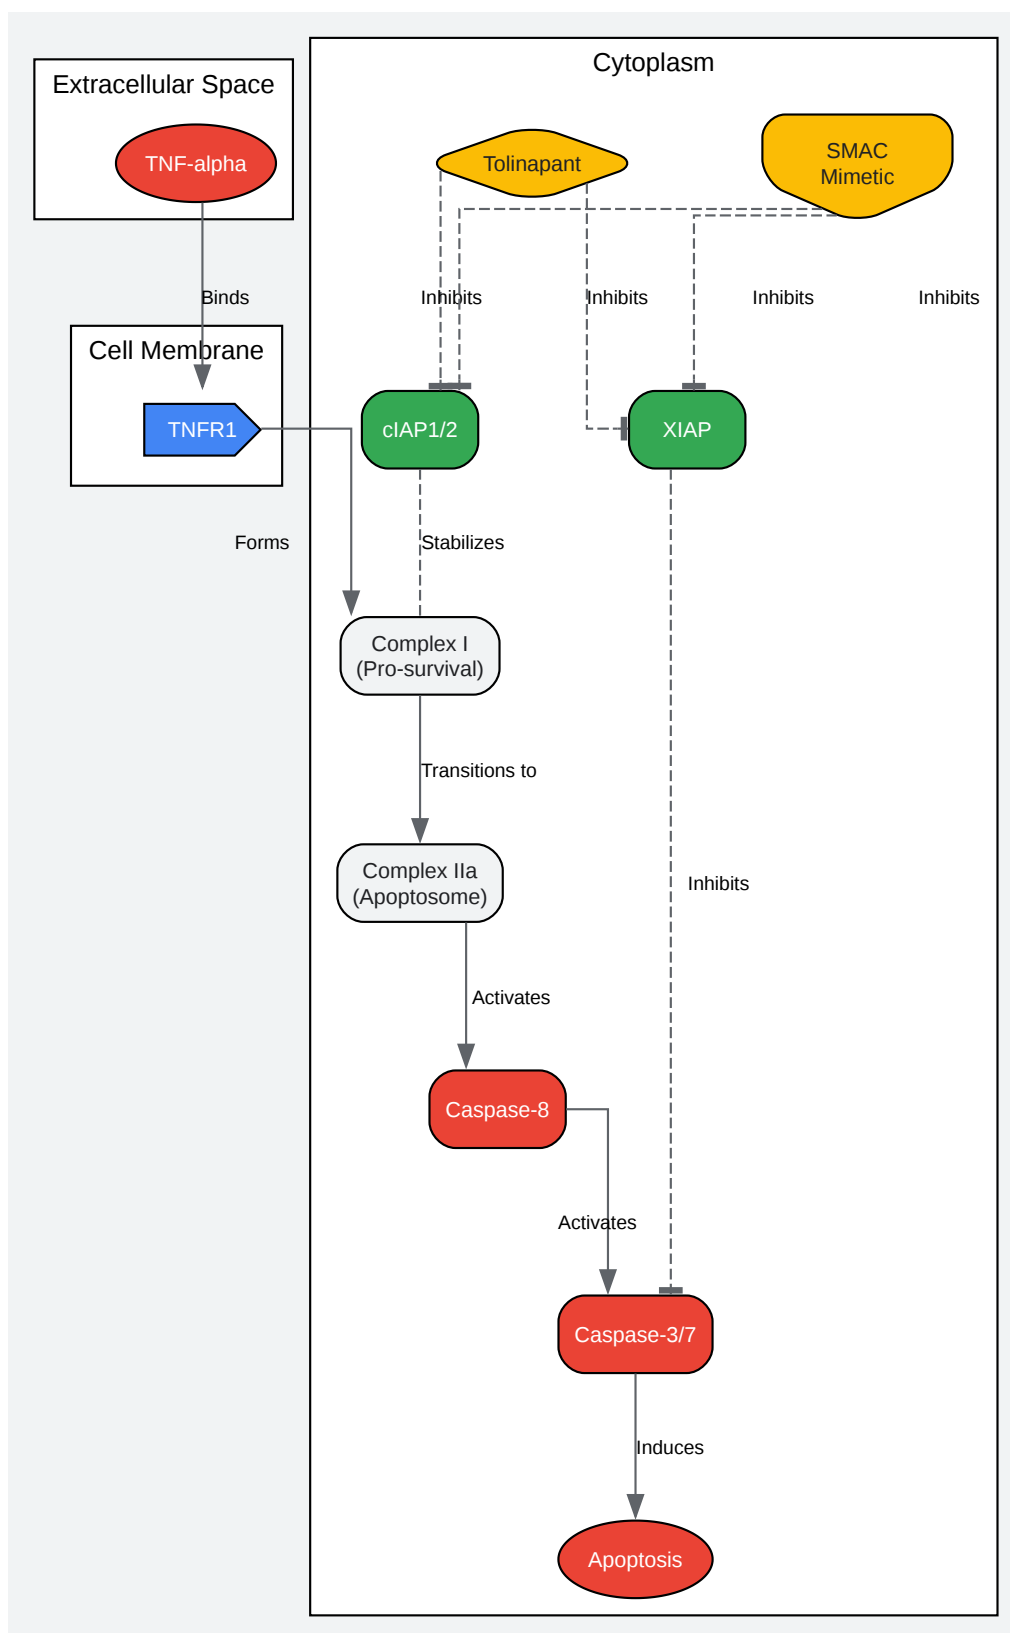 Extracellular Space
Cytoplasm
TNF-alpha
Tolinapant
SMAC
Mimetic
Binds
Inhibits
Inhibits
Inhibits
Inhibits
Cell Membrane
TNFR1
cIAP1/2
XIAP
Forms
Stabilizes
Complex I
(Pro-survival)
Transitions to
Complex IIa
(Apoptosome)
Inhibits
Activates
Caspase-8
Activates
Caspase-3/7
Induces
Apoptosis